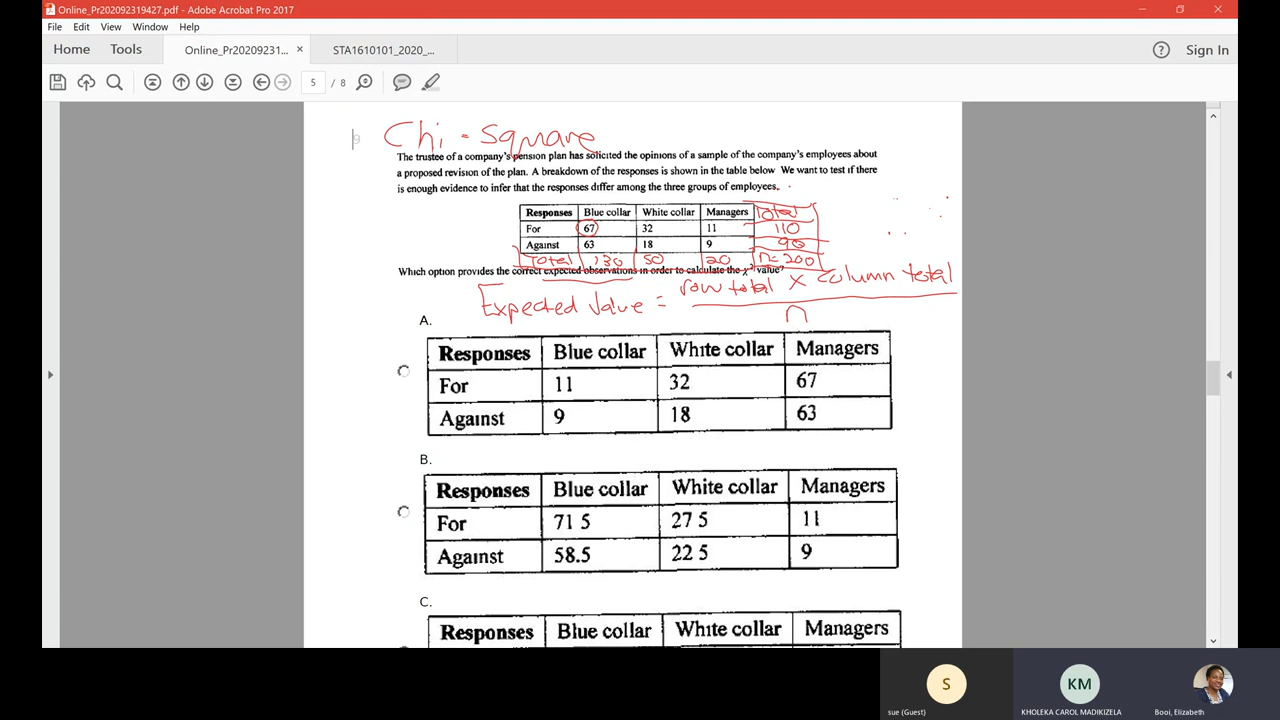 Online_Pr202092319427.pdf - Adobe Acrobat Pro 2017
File Edit View Window Help
Home Tools Online_Pr20209231... × STA1610101_2020_... Sign In
5 / 8
9 Chi - Square
The trustee of a company's pension plan has solicited the opinions of a sample of the company's employees about
a proposed revision of the plan. A breakdown of the responses is shown in the table below We want to test if there
is enough evidence to infer that the responses differ among the three groups of employees.
Responses Blue collar White collar Managers Total
For 67 32 11 110
Against 63 18 9 90
Total 130 50 20 n=200
Which option provides the correct expected observations in order to calculate the χ² value?
Expected Value = row total × column total
n
A.
Responses Blue collar White collar Managers
For 11 32 67
Against 9 18 63
B.
Responses Blue collar White collar Managers
For 71 5 27 5 11
Against 58.5 22 5 9
C.
Responses Blue collar White collar Managers
S KM
sue (Guest) KHOLEKA CAROL MADIKIZELA Booi, Elizabeth